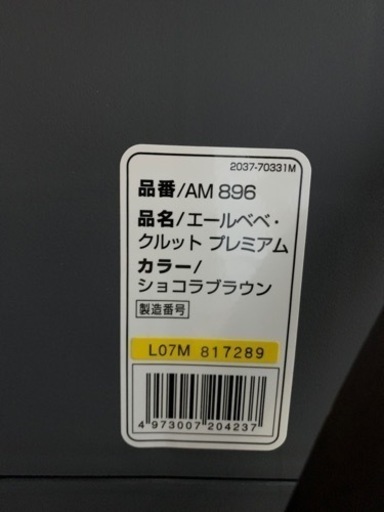 2037-70331M
品番/AM 896
品名/エールベベ・
クルット プレミアム
カラー/
ショコラブラウン
製造番号
L07M 817289
4 973007 204237